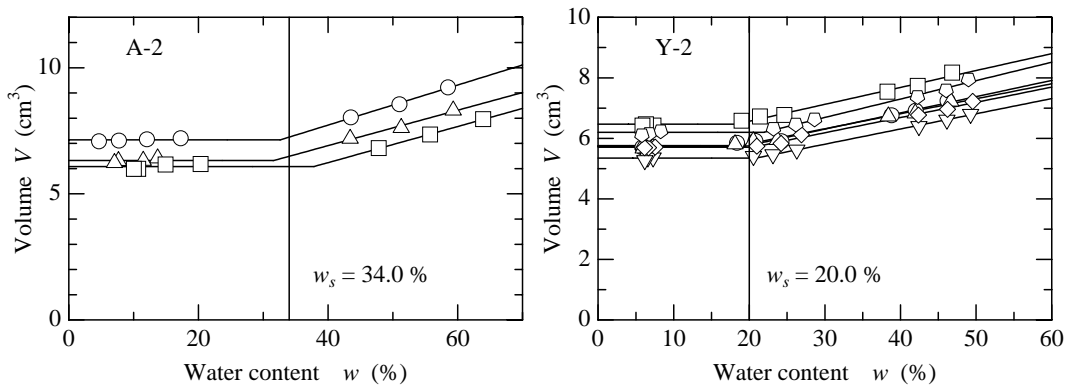 A-2
Volume V (cm³)
10
5
0
0 20 40 60
w_s = 34.0 %
Water content w (%)
Y-2
Volume V (cm³)
10
8
6
4
2
0
0 10 20 30 40 50 60
w_s = 20.0 %
Water content w (%)